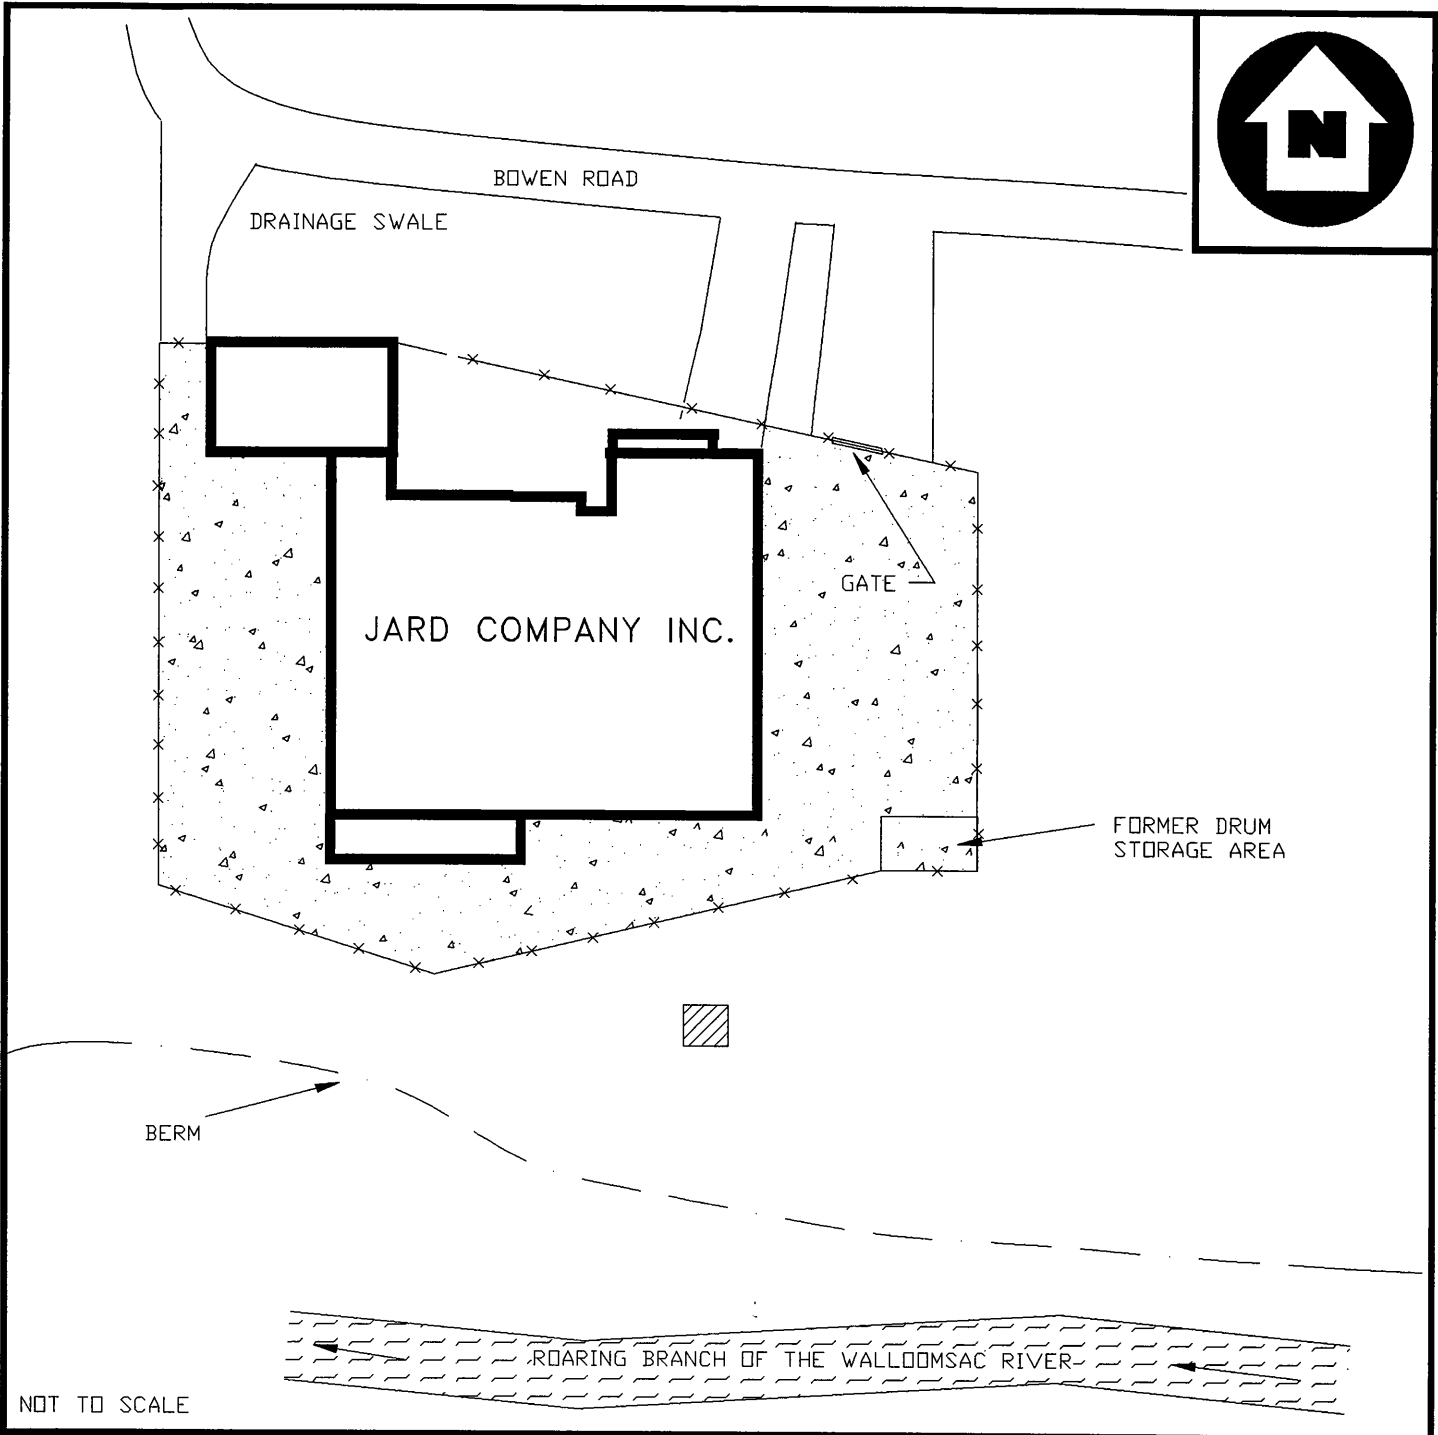 N
BOWEN ROAD
DRAINAGE SWALE
GATE
JARD COMPANY INC.
FORMER DRUM
STORAGE AREA
BERM
ROARING BRANCH OF THE WALLOOMSAC RIVER
NOT TO SCALE